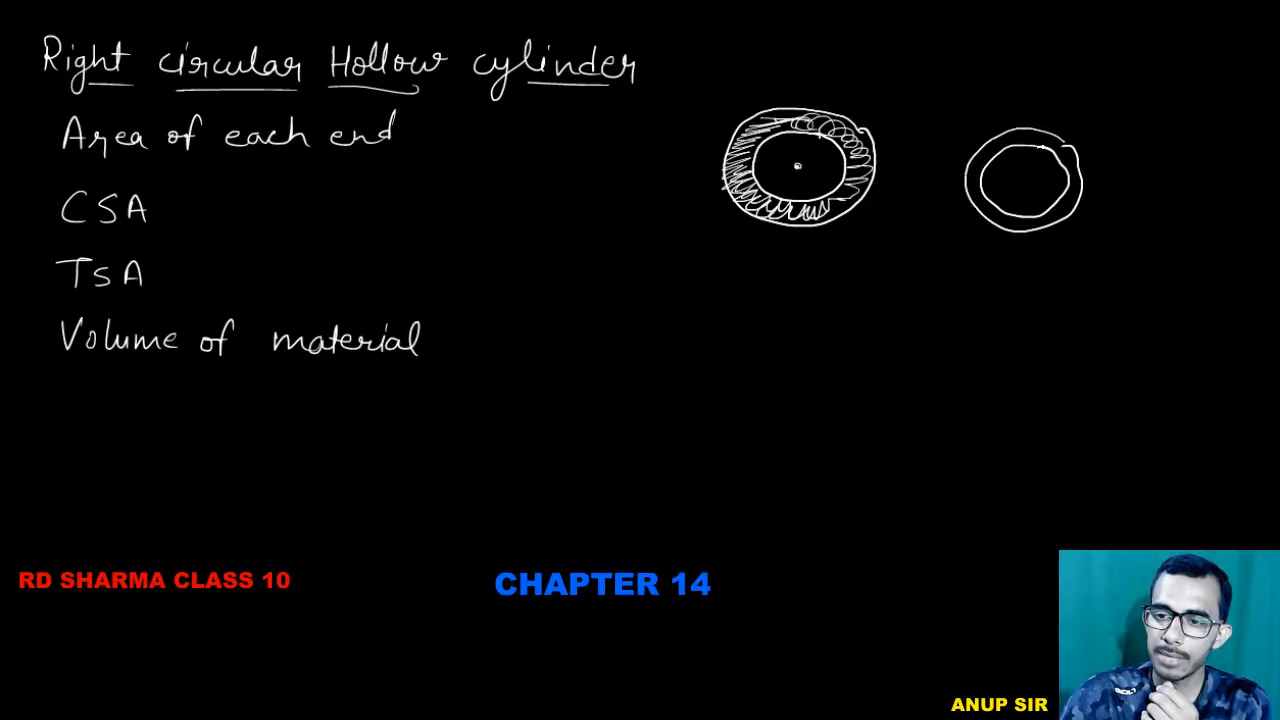 Right circular Hollow cylinder
Area of each end
CSA
TSA
Volume of material
RD SHARMA CLASS 10
CHAPTER 14
ANUP SIR